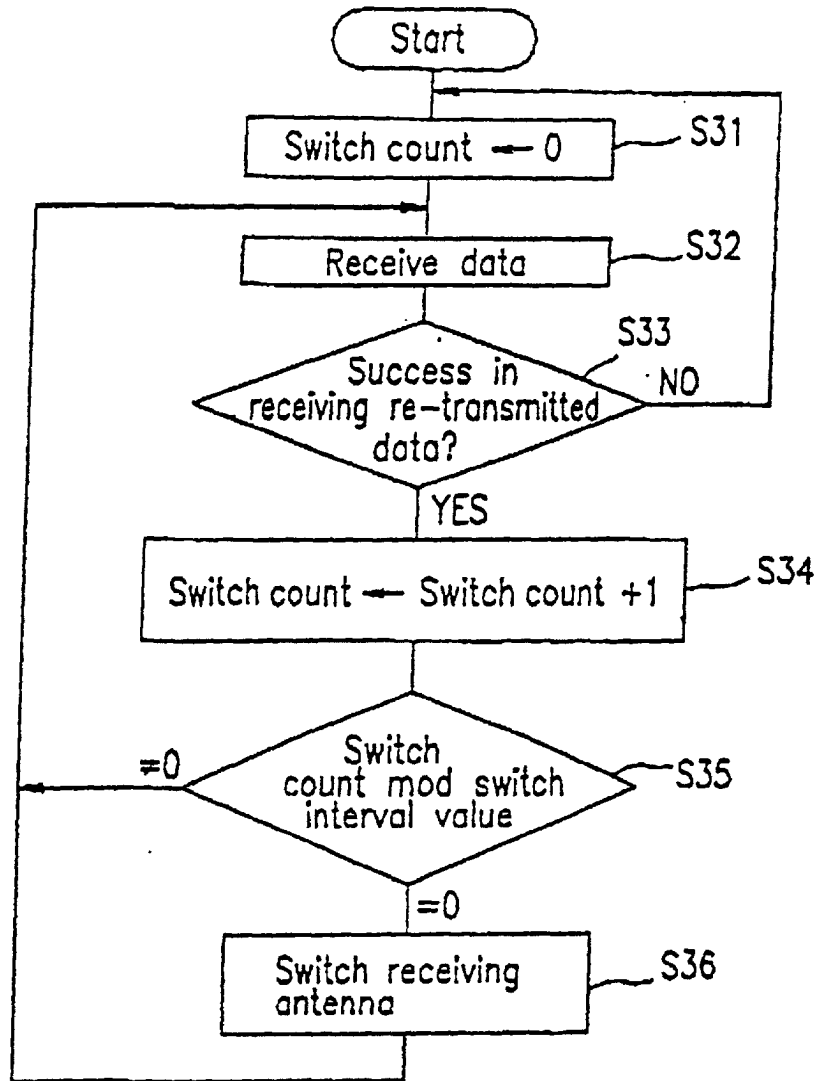 Start
Switch count ← 0
S31
Receive data
S32
S33
Success in
receiving re-transmitted
data?
NO
YES
Switch count ← Switch count +1
S34
Switch
count mod switch
interval value
≠0
S35
=0
Switch receiving
antenna
S36